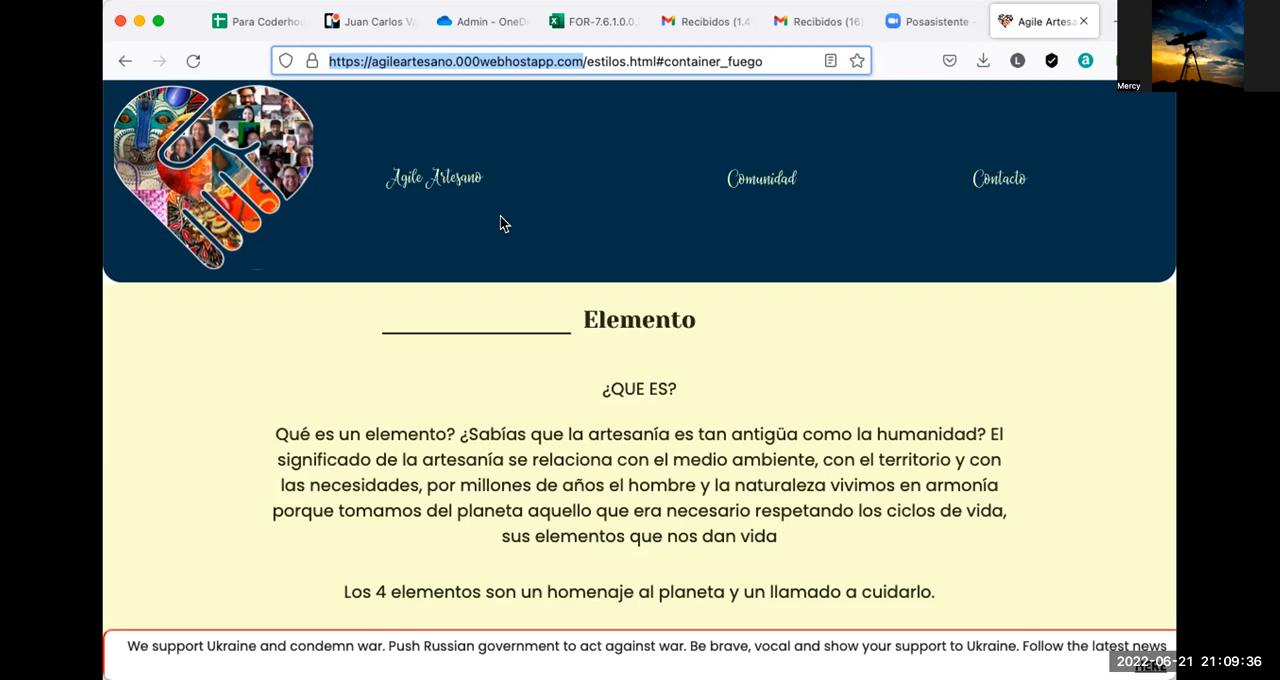 Para Coderhou
Juan Carlos Va
Admin - OneD
FOR-7.6.1.0.0.
Recibidos (1.4
Recibidos (16)
Posasistente -
Agile Artesa
https://agileartesano.000webhostapp.com/estilos.html#container_fuego
L
a
Mercy
Agile Artesano
Comunidad
Contacto
Elemento
¿QUE ES?
Qué es un elemento? ¿Sabías que la artesanía es tan antigüa como la humanidad? El
significado de la artesanía se relaciona con el medio ambiente, con el territorio y con
las necesidades, por millones de años el hombre y la naturaleza vivimos en armonía
porque tomamos del planeta aquello que era necesario respetando los ciclos de vida,
sus elementos que nos dan vida
Los 4 elementos son un homenaje al planeta y un llamado a cuidarlo.
We support Ukraine and condemn war. Push Russian government to act against war. Be brave, vocal and show your support to Ukraine. Follow the latest news
2022-06-21 21:09:36